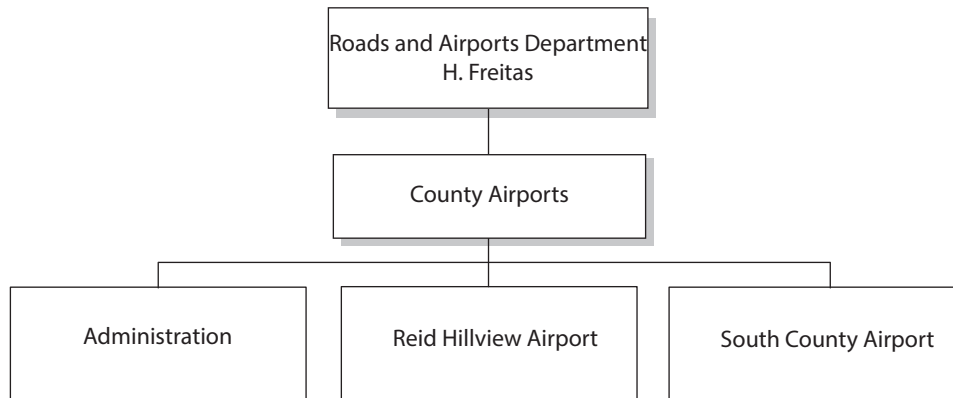 Roads and Airports Department
H. Freitas
County Airports
Administration
Reid Hillview Airport
South County Airport